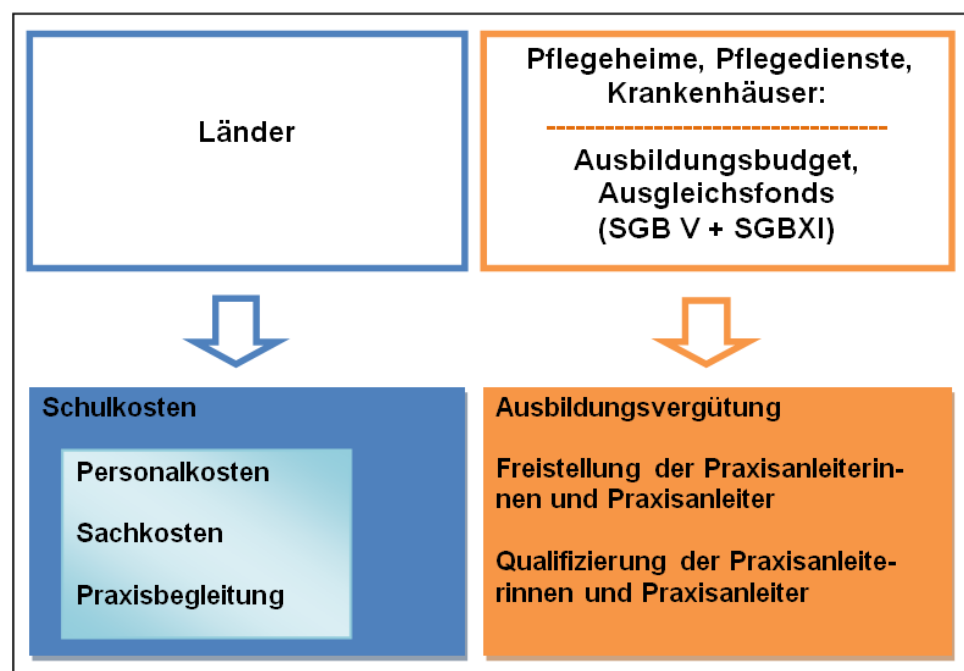 Länder
Pflegeheime, Pflegedienste,
Krankenhäuser:
------------------------------------
Ausbildungsbudget,
Ausgleichsfonds
(SGB V + SGBXI)
Schulkosten
Personalkosten
Sachkosten
Praxisbegleitung
Ausbildungsvergütung
Freistellung der Praxisanleiterin-
nen und Praxisanleiter
Qualifizierung der Praxisanleite-
rinnen und Praxisanleiter